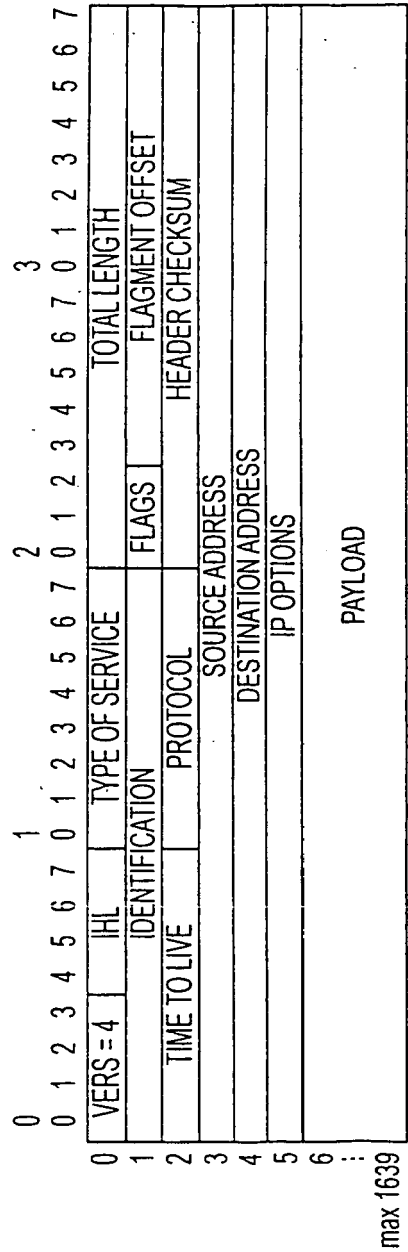 0 1 2 3
0 1 2 3 4 5 6 7 0 1 2 3 4 5 6 7 0 1 2 3 4 5 6 7 0 1 2 3 4 5 6 7
0 VERS = 4 IHL TYPE OF SERVICE TOTAL LENGTH
1 IDENTIFICATION FLAGS FLAGMENT OFFSET
2 TIME TO LIVE PROTOCOL HEADER CHECKSUM
3 SOURCE ADDRESS
4 DESTINATION ADDRESS
5 IP OPTIONS
6 PAYLOAD
...
max 1639